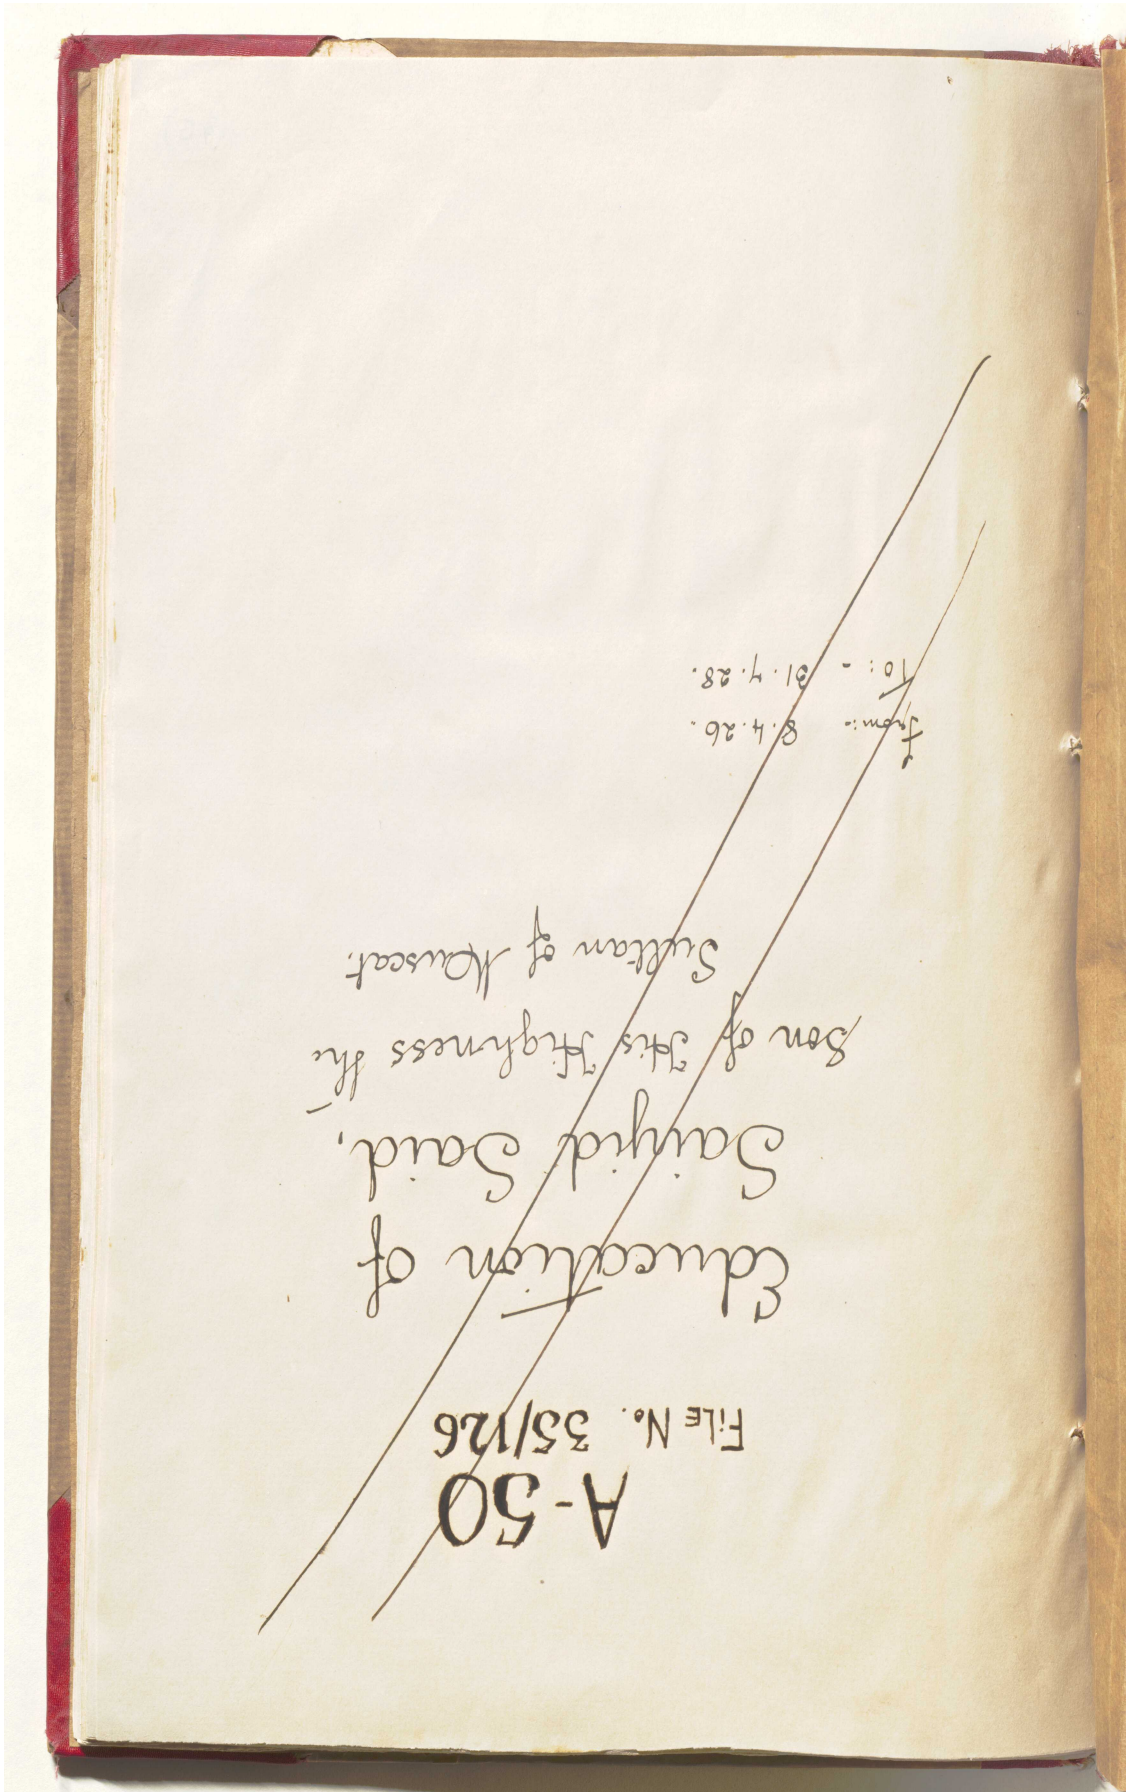 A-50
FiLE No. 35/126
Education of
Saiyid Said,
Son of His Highness the
Sultan of Mauscat.
From:- 8.4.26.
To:- 31.7.28.